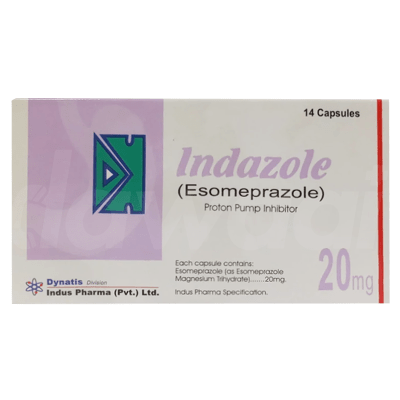 14 Capsules
Indazole
(Esomeprazole)
Proton Pump Inhibitor
Each capsule contains:
Esomeprazole (as Esomeprazole
Magnesium Trihydrate).......20mg.
Indus Pharma Specification.
20mg
Dynatis Division
Indus Pharma (Pvt.) Ltd.